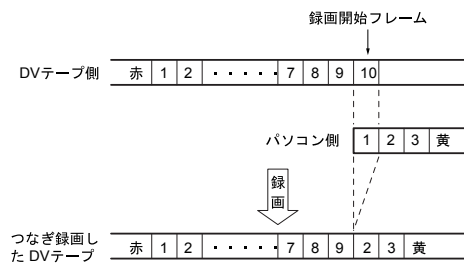 録画開始フレーム
DVテープ側 赤 1 2 ・・・・・ 7 8 9 10
パソコン側 1 2 3 黄
録画
つなぎ録画し
たDVテープ 赤 1 2 ・・・・・ 7 8 9 2 3 黄